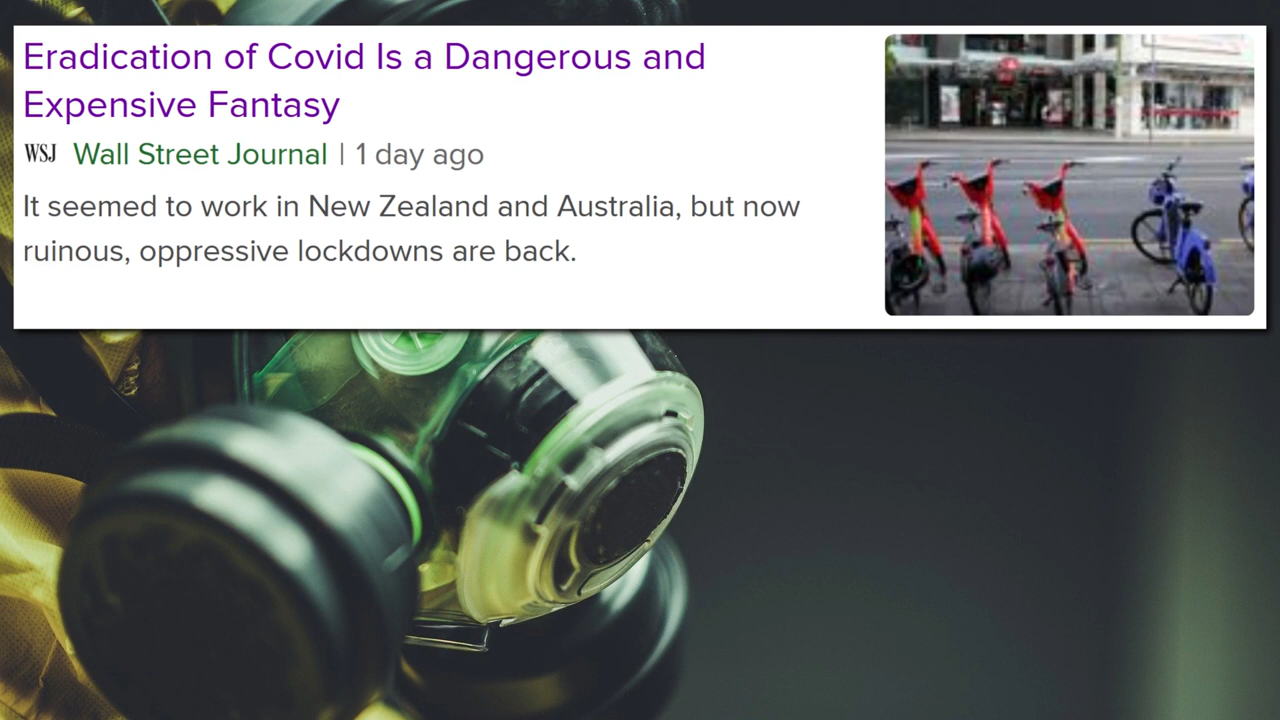 Eradication of Covid Is a Dangerous and
Expensive Fantasy
WSJ Wall Street Journal | 1 day ago
It seemed to work in New Zealand and Australia, but now
ruinous, oppressive lockdowns are back.